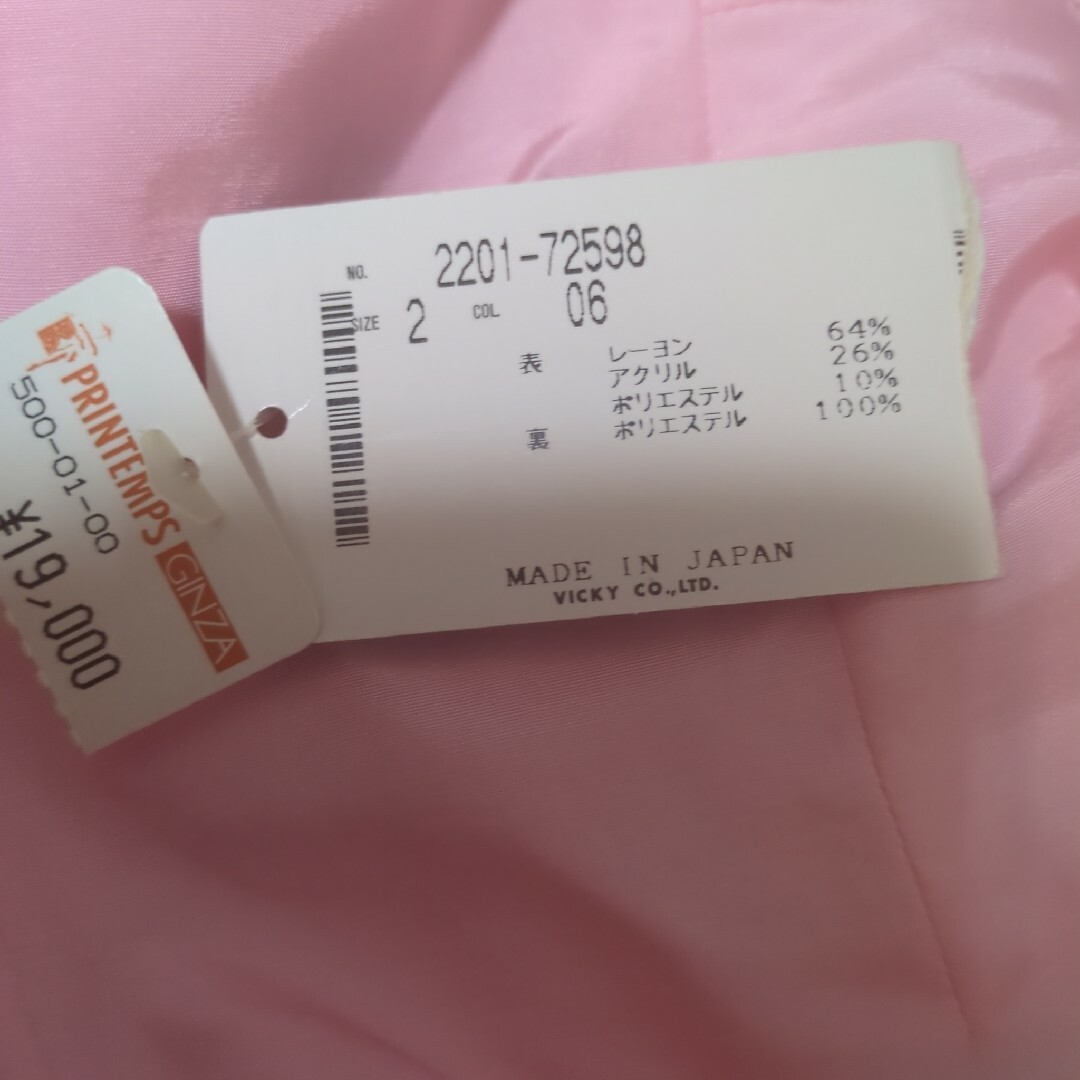 NO. 2201-72598
SIZE 2 COL 06
表 レーヨン 64%
アクリル 26%
ポリエステル 10%
裏 ポリエステル 100%
MADE IN JAPAN
VICKY CO.,LTD.
PRINTEMPS GINZA
500-01-00
¥19,000